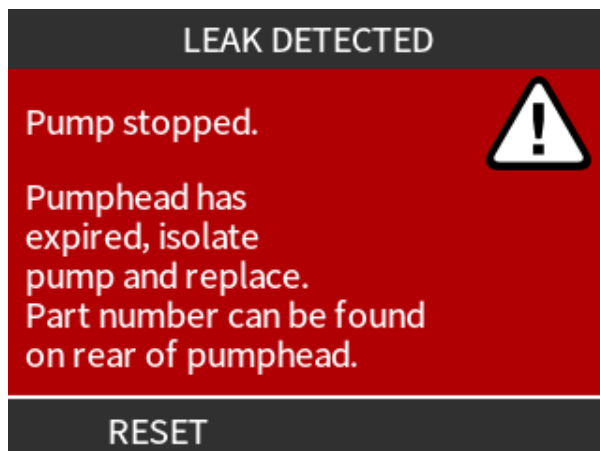 LEAK DETECTED
Pump stopped.
Pumphead has
expired, isolate
pump and replace.
Part number can be found
on rear of pumphead.
RESET